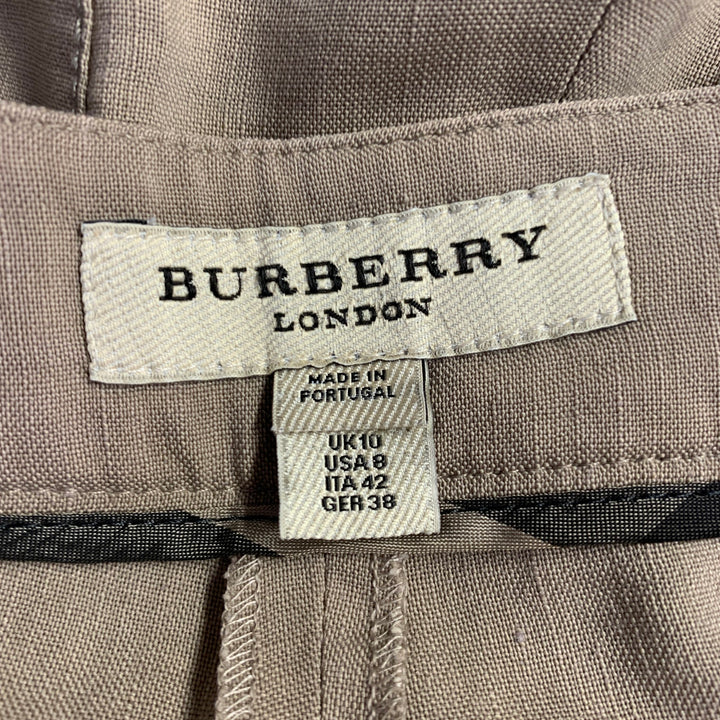 BURBERRY
LONDON
MADE IN
PORTUGAL
UK10
USA 8
ITA 42
GER 38